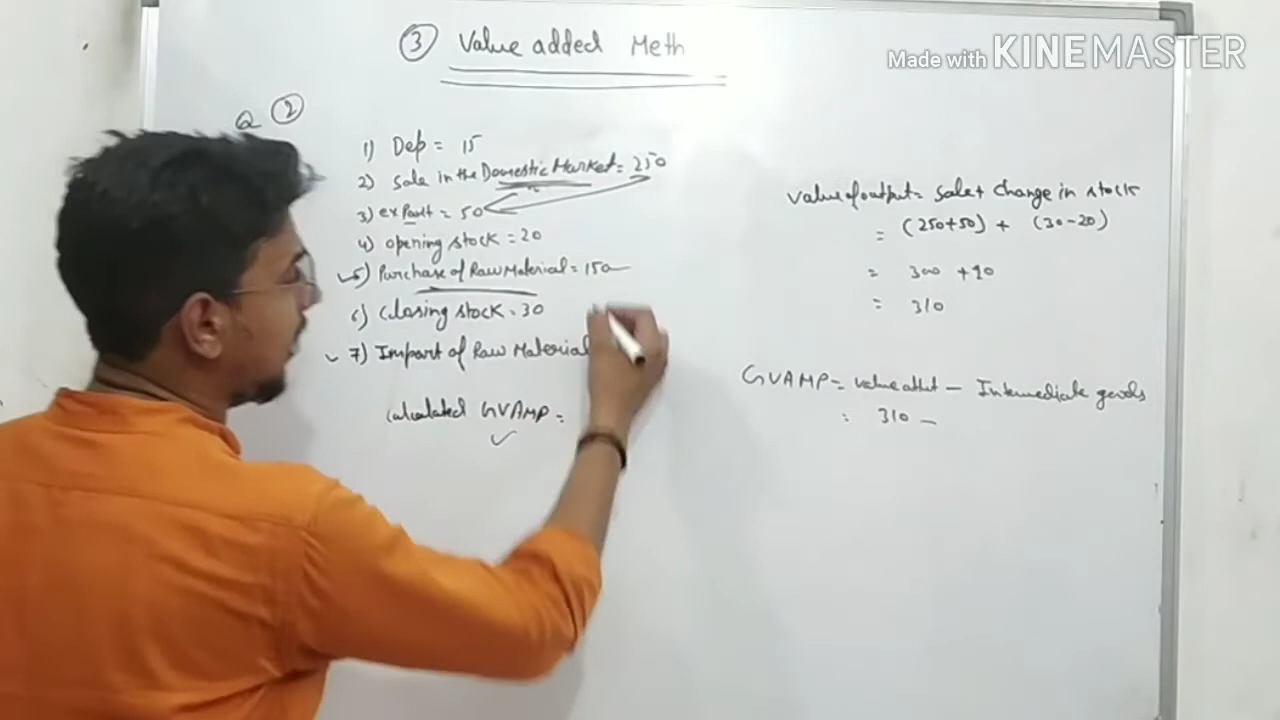 Made with KINEMASTER
③ Value added Meth
Q ②
1) Dep = 15
2) Sale in the Domestic Market = 250
3) export = 50
4) opening stock = 20
5) Purchase of Raw Material = 150
6) Closing stock = 30
7) Import of Raw Material
Calculated GVAMP =
Value of output = Sale + Change in stock
= (250+50) + (30-20)
= 300 + 10
= 310
GVAMP = value - Intermediate goods
= 310 -